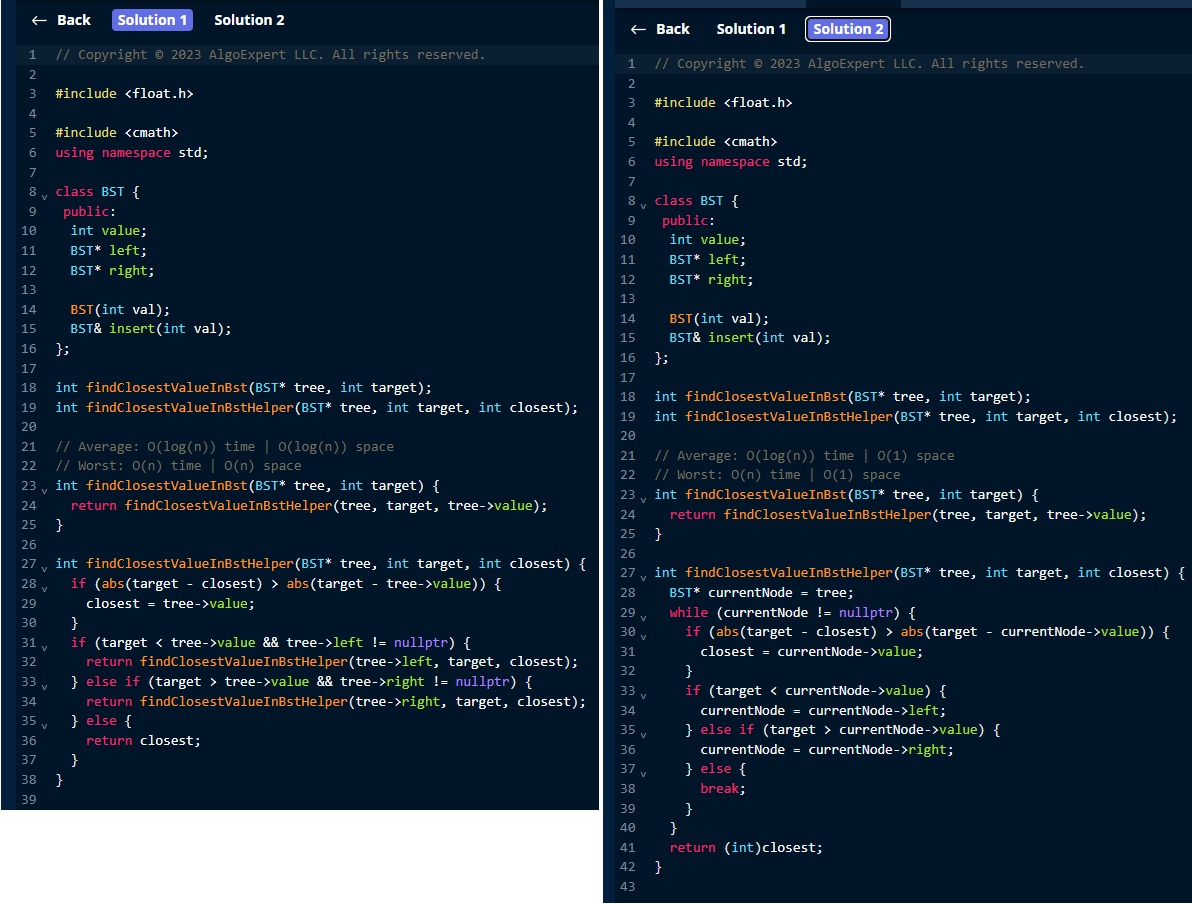 ← Back Solution 1 Solution 2
1 // Copyright © 2023 AlgoExpert LLC. All rights reserved.
2
3 #include <float.h>
4
5 #include <cmath>
6 using namespace std;
7
8 class BST {
9  public:
10   int value;
11   BST* left;
12   BST* right;
13
14   BST(int val);
15   BST& insert(int val);
16 };
17
18 int findClosestValueInBst(BST* tree, int target);
19 int findClosestValueInBstHelper(BST* tree, int target, int closest);
20
21 // Average: O(log(n)) time | O(log(n)) space
22 // Worst: O(n) time | O(n) space
23 int findClosestValueInBst(BST* tree, int target) {
24   return findClosestValueInBstHelper(tree, target, tree->value);
25 }
26
27 int findClosestValueInBstHelper(BST* tree, int target, int closest) {
28   if (abs(target - closest) > abs(target - tree->value)) {
29     closest = tree->value;
30   }
31   if (target < tree->value && tree->left != nullptr) {
32     return findClosestValueInBstHelper(tree->left, target, closest);
33   } else if (target > tree->value && tree->right != nullptr) {
34     return findClosestValueInBstHelper(tree->right, target, closest);
35   } else {
36     return closest;
37   }
38 }
39
← Back Solution 1 Solution 2
1 // Copyright © 2023 AlgoExpert LLC. All rights reserved.
2
3 #include <float.h>
4
5 #include <cmath>
6 using namespace std;
7
8 class BST {
9  public:
10   int value;
11   BST* left;
12   BST* right;
13
14   BST(int val);
15   BST& insert(int val);
16 };
17
18 int findClosestValueInBst(BST* tree, int target);
19 int findClosestValueInBstHelper(BST* tree, int target, int closest);
20
21 // Average: O(log(n)) time | O(1) space
22 // Worst: O(n) time | O(1) space
23 int findClosestValueInBst(BST* tree, int target) {
24   return findClosestValueInBstHelper(tree, target, tree->value);
25 }
26
27 int findClosestValueInBstHelper(BST* tree, int target, int closest) {
28   BST* currentNode = tree;
29   while (currentNode != nullptr) {
30     if (abs(target - closest) > abs(target - currentNode->value)) {
31       closest = currentNode->value;
32     }
33     if (target < currentNode->value) {
34       currentNode = currentNode->left;
35     } else if (target > currentNode->value) {
36       currentNode = currentNode->right;
37     } else {
38       break;
39     }
40   }
41   return (int)closest;
42 }
43